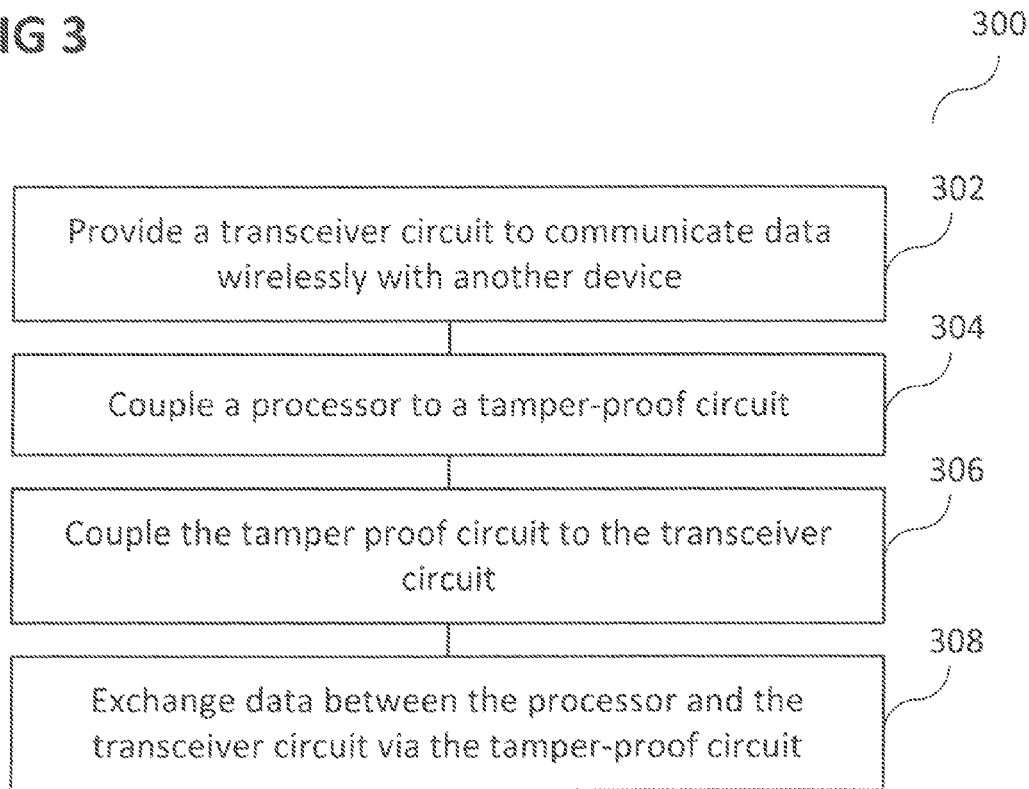 IG 3
300
302
Provide a transceiver circuit to communicate data
wirelessly with another device
304
Couple a processor to a tamper-proof circuit
306
Couple the tamper proof circuit to the transceiver
circuit
308
Exchange data between the processor and the
transceiver circuit via the tamper-proof circuit